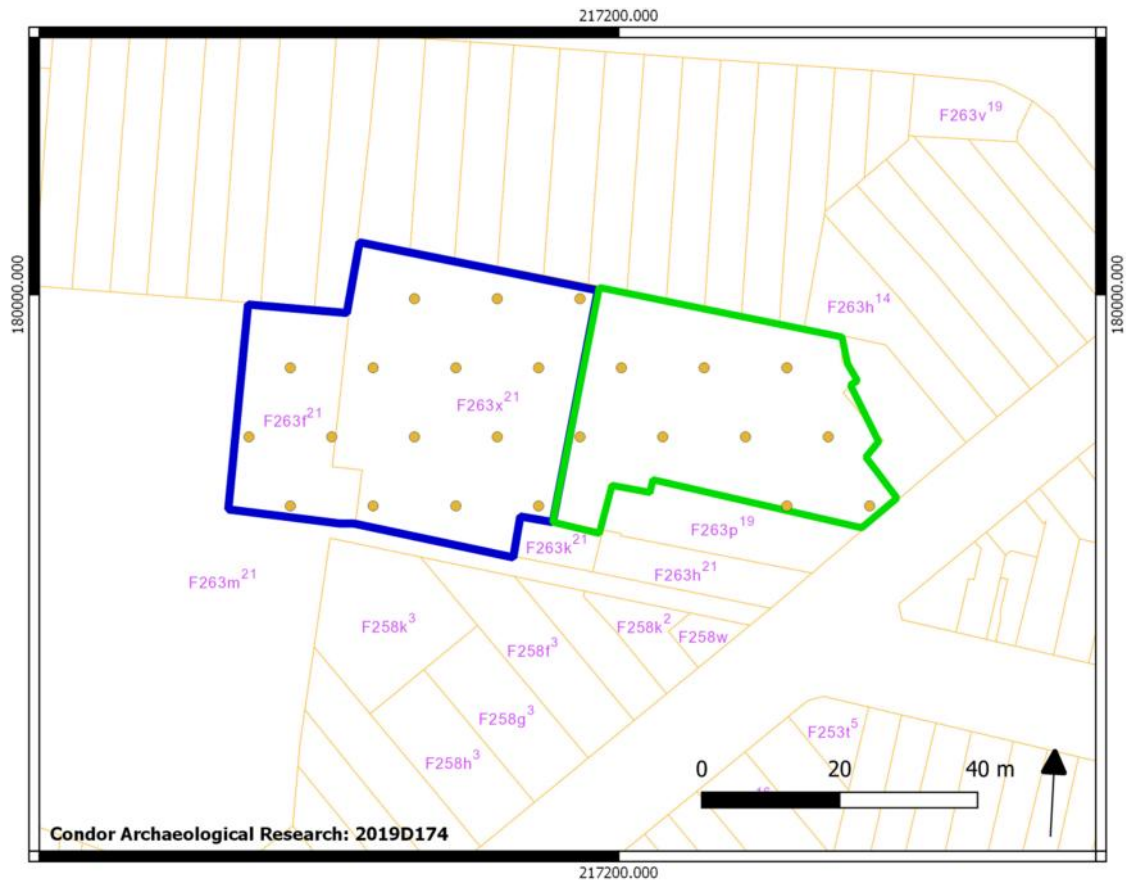 217200.000
F263v19
180000.000
180000.000
F263h14
F263x21
F263f21
F263p19
F263k21
F263h21
F263m21
F258k3
F258k2
F258w
F258f3
F258g3
F253t5
F258h3
0 20 40 m
Condor Archaeological Research: 2019D174
217200.000